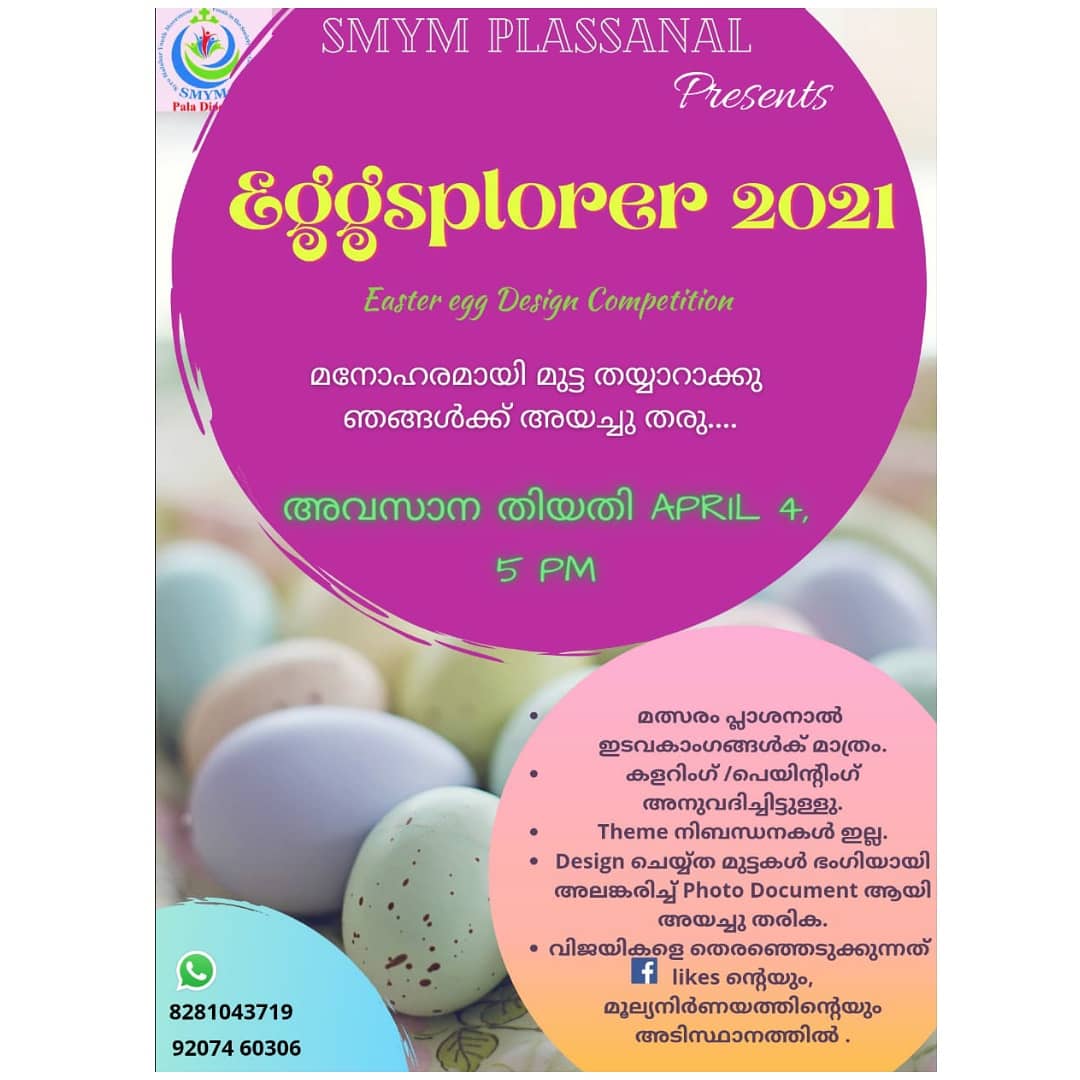 SMYM PLASSANAL
Presents
SMYM
Eggsplorer 2021
Easter egg Design Competition
മനോഹരമായി മുട്ട തയ്യാറാക്കു
ഞങ്ങൾക്ക് അയച്ചു തരു....
അവസാന തിയതി APRIL 4,
5 PM
മത്സരം പ്ലാശനാൽ
ഇടവകാംഗങ്ങൾക് മാത്രം.
കളറിംഗ് /പെയിന്റിംഗ്
അനുവദിച്ചിട്ടുള്ളു.
Theme നിബന്ധനകൾ ഇല്ല.
Design ചെയ്യ്ത മുട്ടകൾ ഭംഗിയായി
അലങ്കരിച്ച് Photo Document ആയി
അയച്ചു തരിക.
വിജയികളെ തെരഞ്ഞെടുക്കുന്നത്
f likes ന്റെയും,
മൂല്യനിർണയത്തിന്റെയും
അടിസ്ഥാനത്തിൽ .
8281043719
92074 60306
Pala